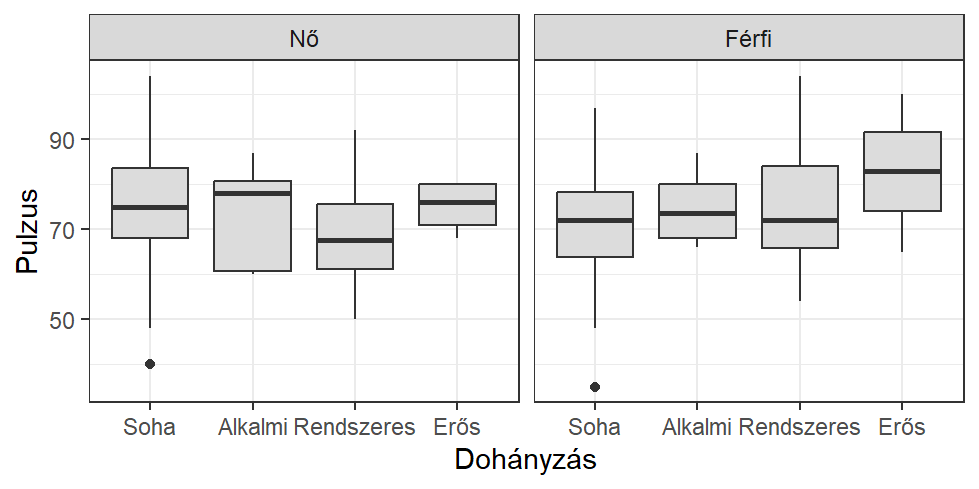 Nő Férfi
Pulzus
90
70
50
Soha Alkalmi Rendszeres Erős Soha Alkalmi Rendszeres Erős
Dohányzás